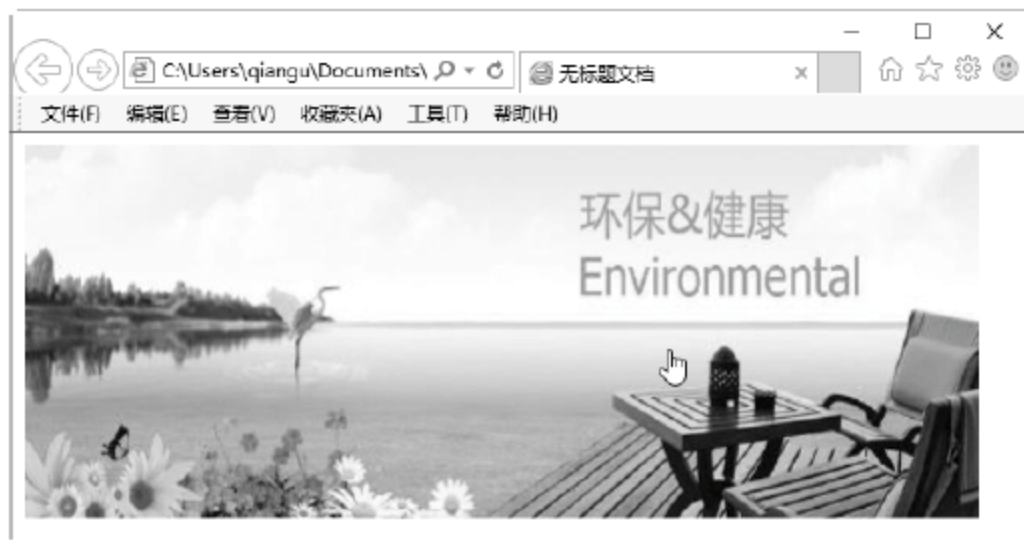 C:\Users\qiangu\Documents\
无标题文档
文件(F) 编辑(E) 查看(V) 收藏夹(A) 工具(T) 帮助(H)
环保&健康
Environmental